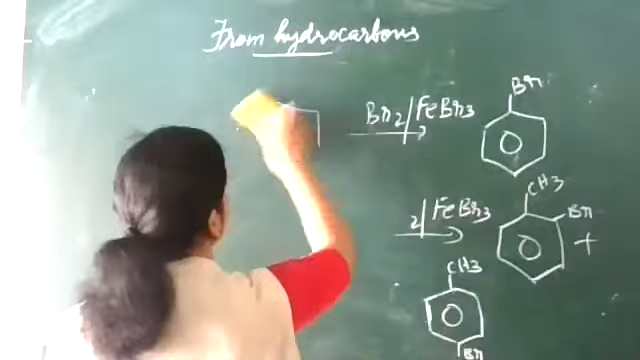 From hydrocarbons
Br2/FeBr3
Br
2/FeBr3
CH3
Br
+
CH3
Br